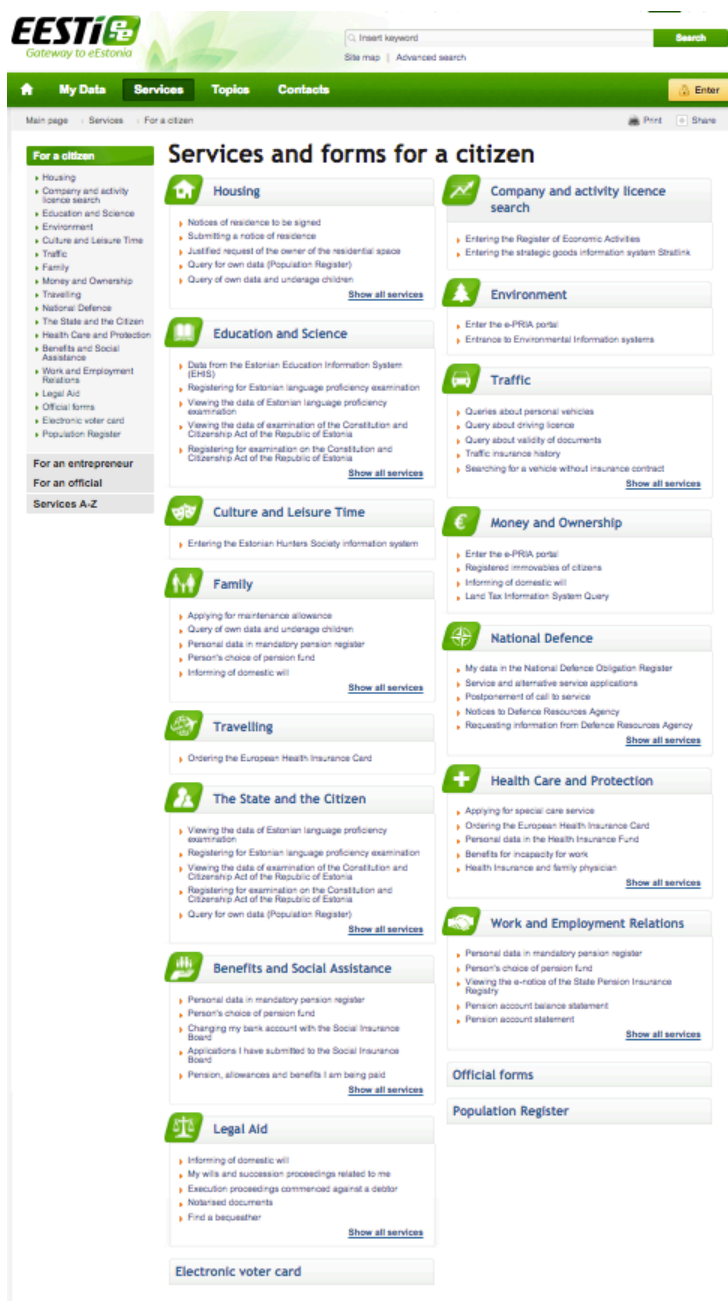 EESTi.ee
Gateway to eEstonia
Insert keyword
Search
Site map | Advanced search
My Data
Services
Topics
Contacts
Enter
Main page
Services
For a citizen
Print
Share
For a citizen
Housing
Company and activity
licence search
Education and Science
Environment
Culture and Leisure Time
Traffic
Family
Money and Ownership
Travelling
National Defence
The State and the Citizen
Health Care and Protection
Benefits and Social
Assistance
Work and Employment
Relations
Legal Aid
Official forms
Electronic voter card
Population Register
For an entrepreneur
For an official
Services A-Z
Services and forms for a citizen
Housing
Notices of residence to be signed
Submitting a notice of residence
Justified request of the owner of the residential space
Query for own data (Population Register)
Query of own data and underage children
Show all services
Education and Science
Data from the Estonian Education Information System
(EHIS)
Registering for Estonian language proficiency examination
Viewing the data of Estonian language proficiency
examination
Viewing the data of examination of the Constitution and
Citizenship Act of the Republic of Estonia
Registering for examination on the Constitution and
Citizenship Act of the Republic of Estonia
Show all services
Culture and Leisure Time
Entering the Estonian Hunters Society information system
Family
Applying for maintenance allowance
Query of own data and underage children
Personal data in mandatory pension register
Person's choice of pension fund
Informing of domestic will
Show all services
Travelling
Ordering the European Health Insurance Card
The State and the Citizen
Viewing the data of Estonian language proficiency
examination
Registering for Estonian language proficiency examination
Viewing the data of examination of the Constitution and
Citizenship Act of the Republic of Estonia
Registering for examination on the Constitution and
Citizenship Act of the Republic of Estonia
Query for own data (Population Register)
Show all services
Benefits and Social Assistance
Personal data in mandatory pension register
Person's choice of pension fund
Changing my bank account with the Social Insurance
Board
Applications I have submitted to the Social Insurance
Board
Pension, allowances and benefits I am being paid
Show all services
Legal Aid
Informing of domestic will
My wills and succession proceedings related to me
Execution proceedings commenced against a debtor
Notarised documents
Find a bequeather
Show all services
Electronic voter card
Company and activity licence
search
Entering the Register of Economic Activities
Entering the strategic goods information system Stratlink
Environment
Enter the e-PRIA portal
Entrance to Environmental Information systems
Traffic
Queries about personal vehicles
Query about driving licence
Query about validity of documents
Traffic insurance history
Searching for a vehicle without insurance contract
Show all services
Money and Ownership
Enter the e-PRIA portal
Registered immovables of citizens
Informing of domestic will
Land Tax Information System Query
National Defence
My data in the National Defence Obligation Register
Service and alternative service applications
Postponement of call to service
Notices to Defence Resources Agency
Requesting information from Defence Resources Agency
Show all services
Health Care and Protection
Applying for special care service
Ordering the European Health Insurance Card
Personal data in the Health Insurance Fund
Benefits for incapacity for work
Health Insurance and family physician
Show all services
Work and Employment Relations
Personal data in mandatory pension register
Person's choice of pension fund
Viewing the e-notice of the State Pension Insurance
Registry
Pension account balance statement
Pension account statement
Show all services
Official forms
Population Register